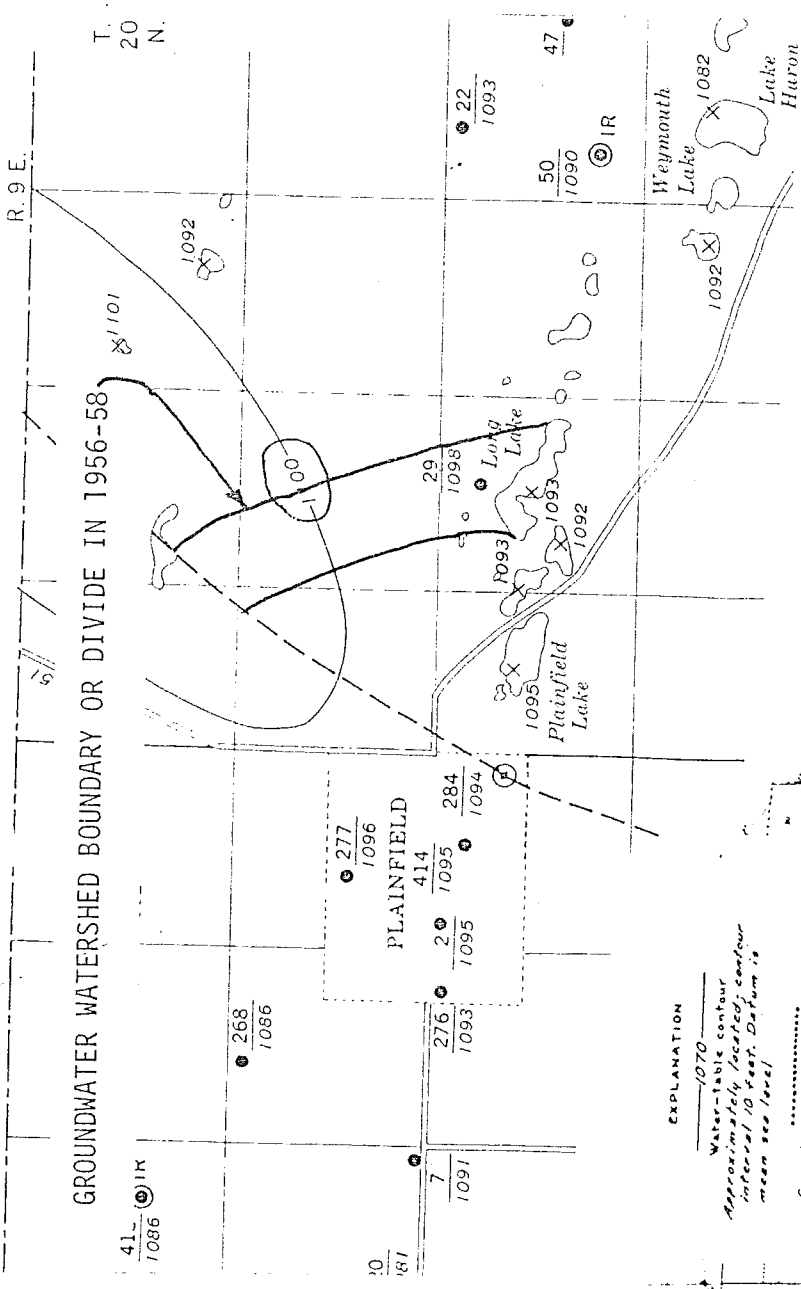 R. 9 E.
T.
20
N.
GROUNDWATER WATERSHED BOUNDARY OR DIVIDE IN 1956-58
51
1101
1092
22
1093
47
50
1090
IR
1100
29
1098
Long
Lake
1093
1092
1093
1095
Plainfield
Lake
Weymouth
Lake
1082
1092
Lake
Huron
284
1094
277
1096
PLAINFIELD
414
1095
2
1095
276
1093
268
1086
1086
7
1091
EXPLANATION
1070
Water-table contour
Approximately located; contour
interval 10 feet. Datum is
mean sea level